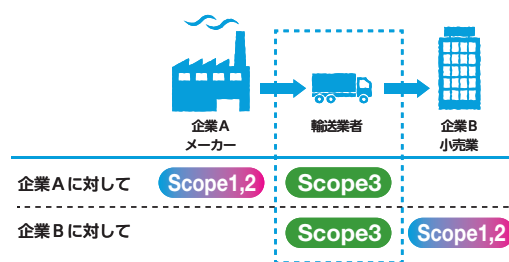 企業A
メーカー
輸送業者
企業B
小売業
企業Aに対して
Scope1,2
Scope3
企業Bに対して
Scope3
Scope1,2